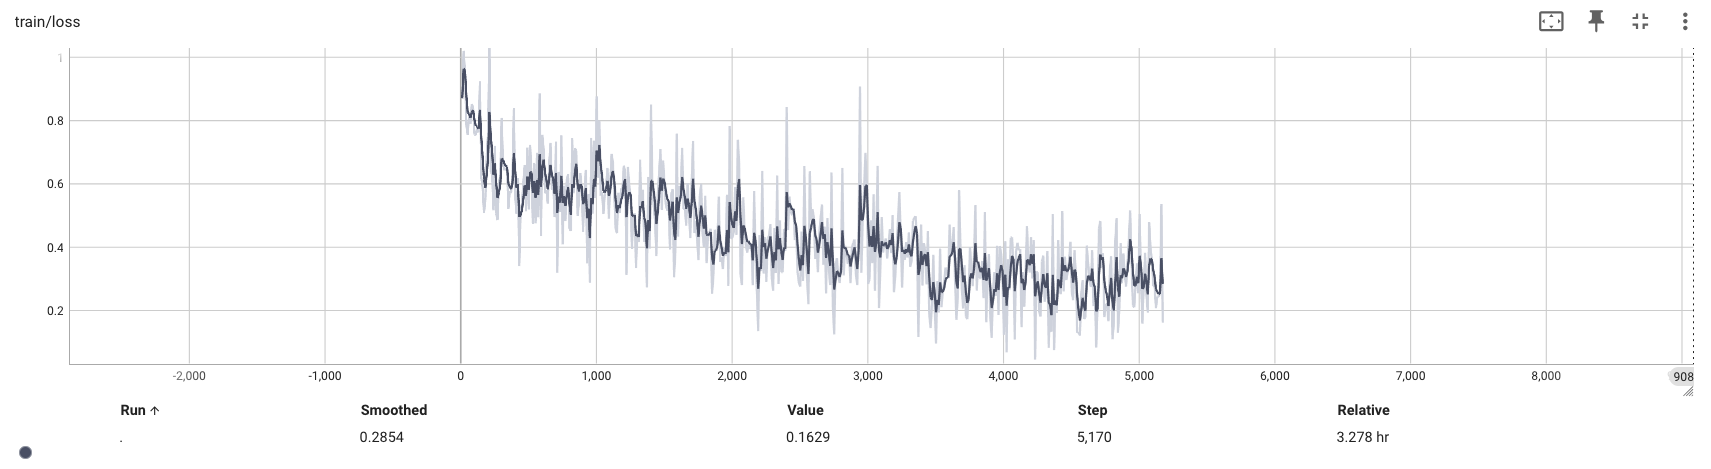 train/loss
1
0.8
0.6
0.4
0.2
-2,000 -1,000 0 1,000 2,000 3,000 4,000 5,000 6,000 7,000 8,000 908
Run ↑ Smoothed Value Step Relative
. 0.2854 0.1629 5,170 3.278 hr